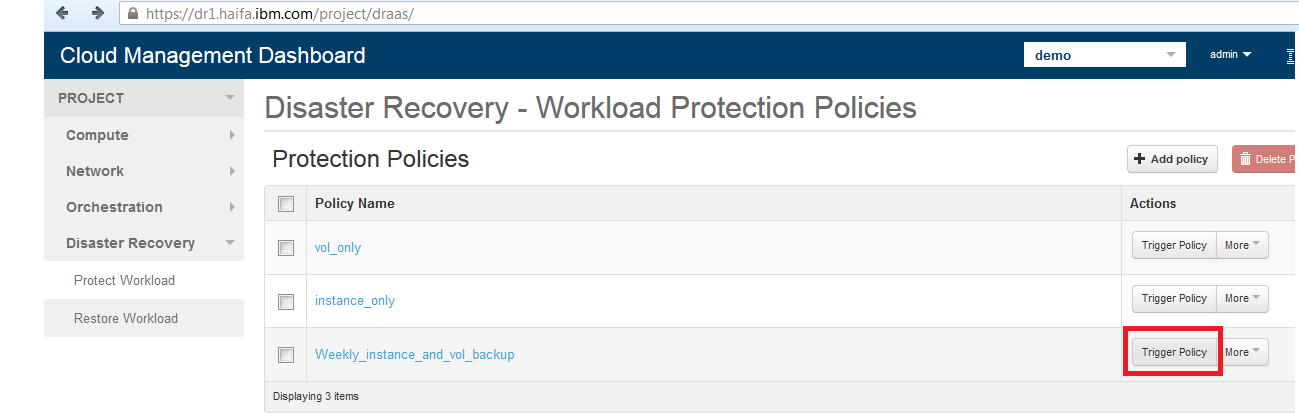 https://dr1.haifa.ibm.com/project/draas/
Cloud Management Dashboard
demo
admin
PROJECT
Compute
Network
Orchestration
Disaster Recovery
Protect Workload
Restore Workload
Disaster Recovery - Workload Protection Policies
Protection Policies
Add policy
Delete P
Policy Name
Actions
vol_only
Trigger Policy
More
instance_only
Trigger Policy
More
Weekly_instance_and_vol_backup
Trigger Policy
More
Displaying 3 items